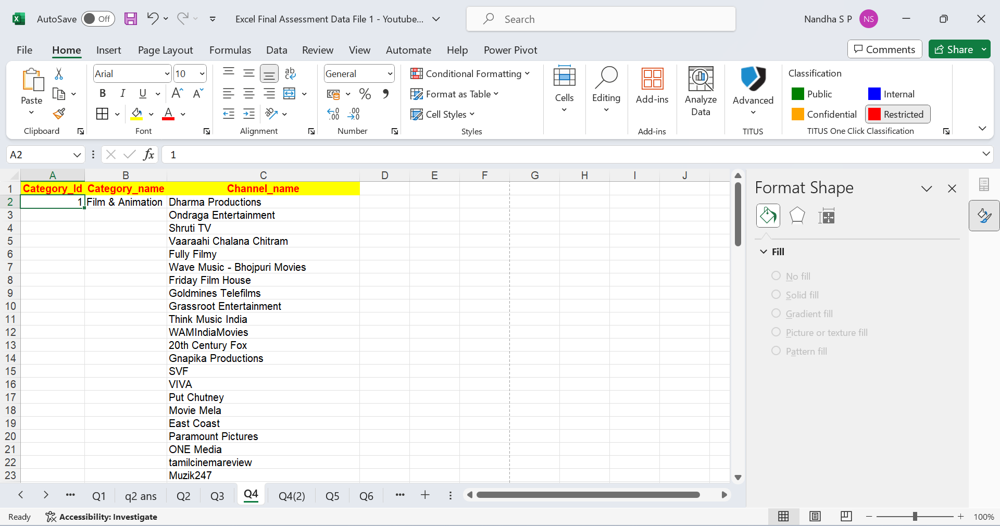 AutoSave Off Excel Final Assessment Data File 1 - Youtube... Search Nandha S P NS
File Home Insert Page Layout Formulas Data Review View Automate Help Power Pivot Comments Share
Paste
Clipboard
Arial 10
B I U A A
A
Font
ab
c
Alignment
General
% 9
0 .00
.00 0
Number
Conditional Formatting
Format as Table
Cell Styles
Styles
Cells
Editing
Add-ins
Add-ins
Analyze
Data
Advanced
TITUS
Classification
Public Internal
Confidential Restricted
TITUS One Click Classification
A2 fx 1
A B C D E F G H I J
1 Category_Id Category_name Channel_name
2 1 Film & Animation Dharma Productions
3 Ondraga Entertainment
4 Shruti TV
5 Vaaraahi Chalana Chitram
6 Fully Filmy
7 Wave Music - Bhojpuri Movies
8 Friday Film House
9 Goldmines Telefilms
10 Grassroot Entertainment
11 Think Music India
12 WAMIndiaMovies
13 20th Century Fox
14 Gnapika Productions
15 SVF
16 VIVA
17 Put Chutney
18 Movie Mela
19 East Coast
20 Paramount Pictures
21 ONE Media
22 tamilcinemareview
23 Muzik247
Format Shape
Fill
No fill
Solid fill
Gradient fill
Picture or texture fill
Pattern fill
... Q1 q2 ans Q2 Q3 Q4 Q4(2) Q5 Q6 ... +
Ready Accessibility: Investigate 100%